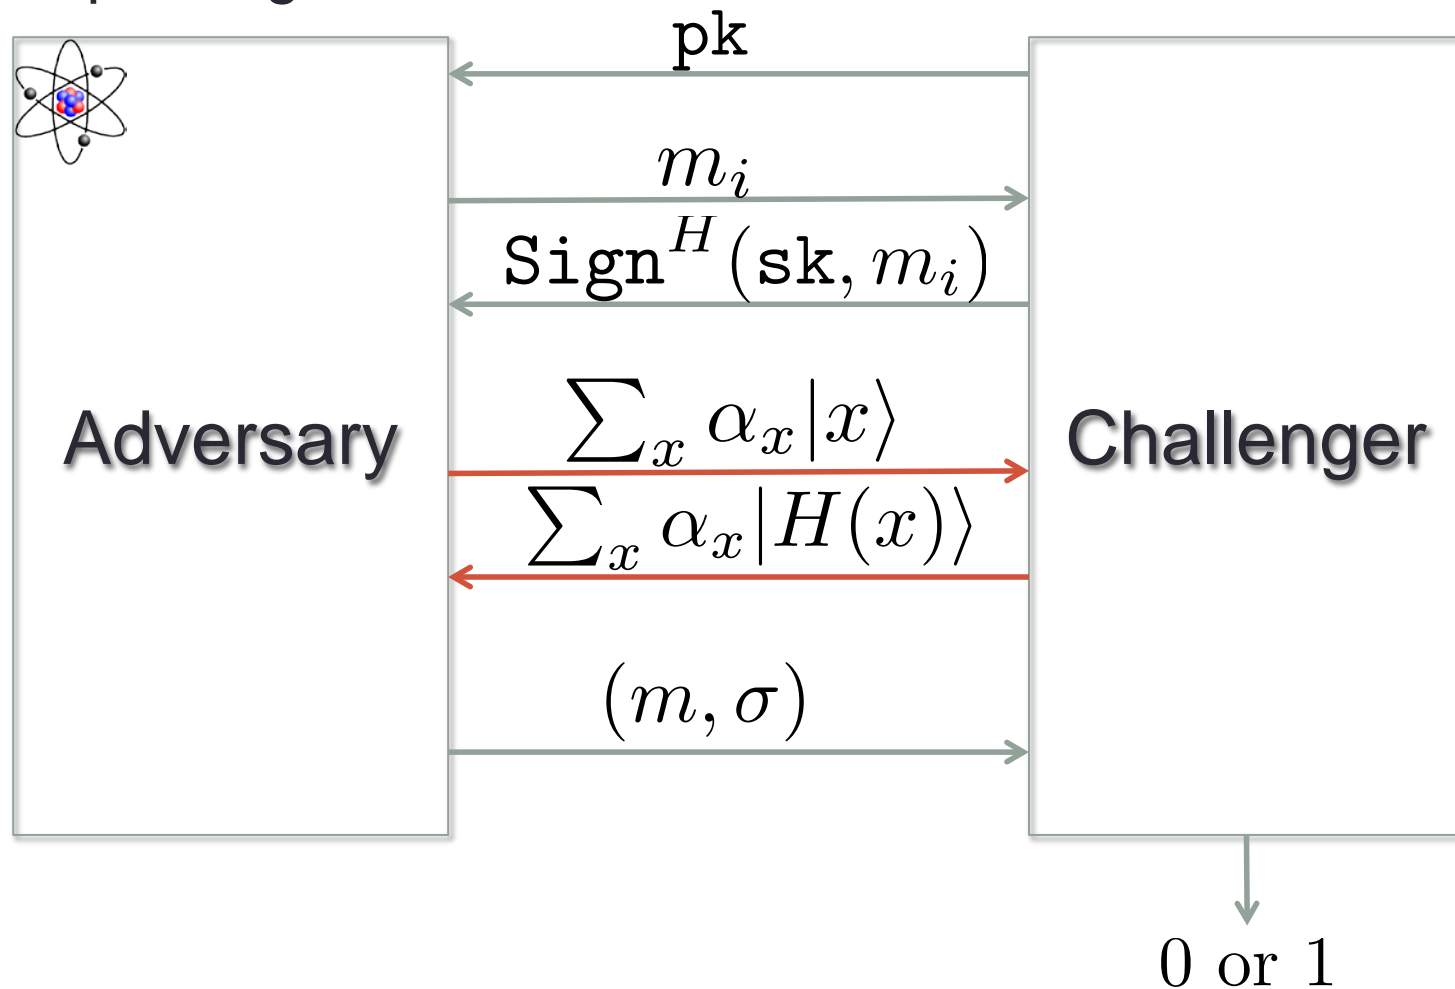 pk
m_i
Sign^H(sk, m_i)
∑_x α_x|x⟩
Adversary
Challenger
∑_x α_x|H(x)⟩
(m, σ)
0 or 1